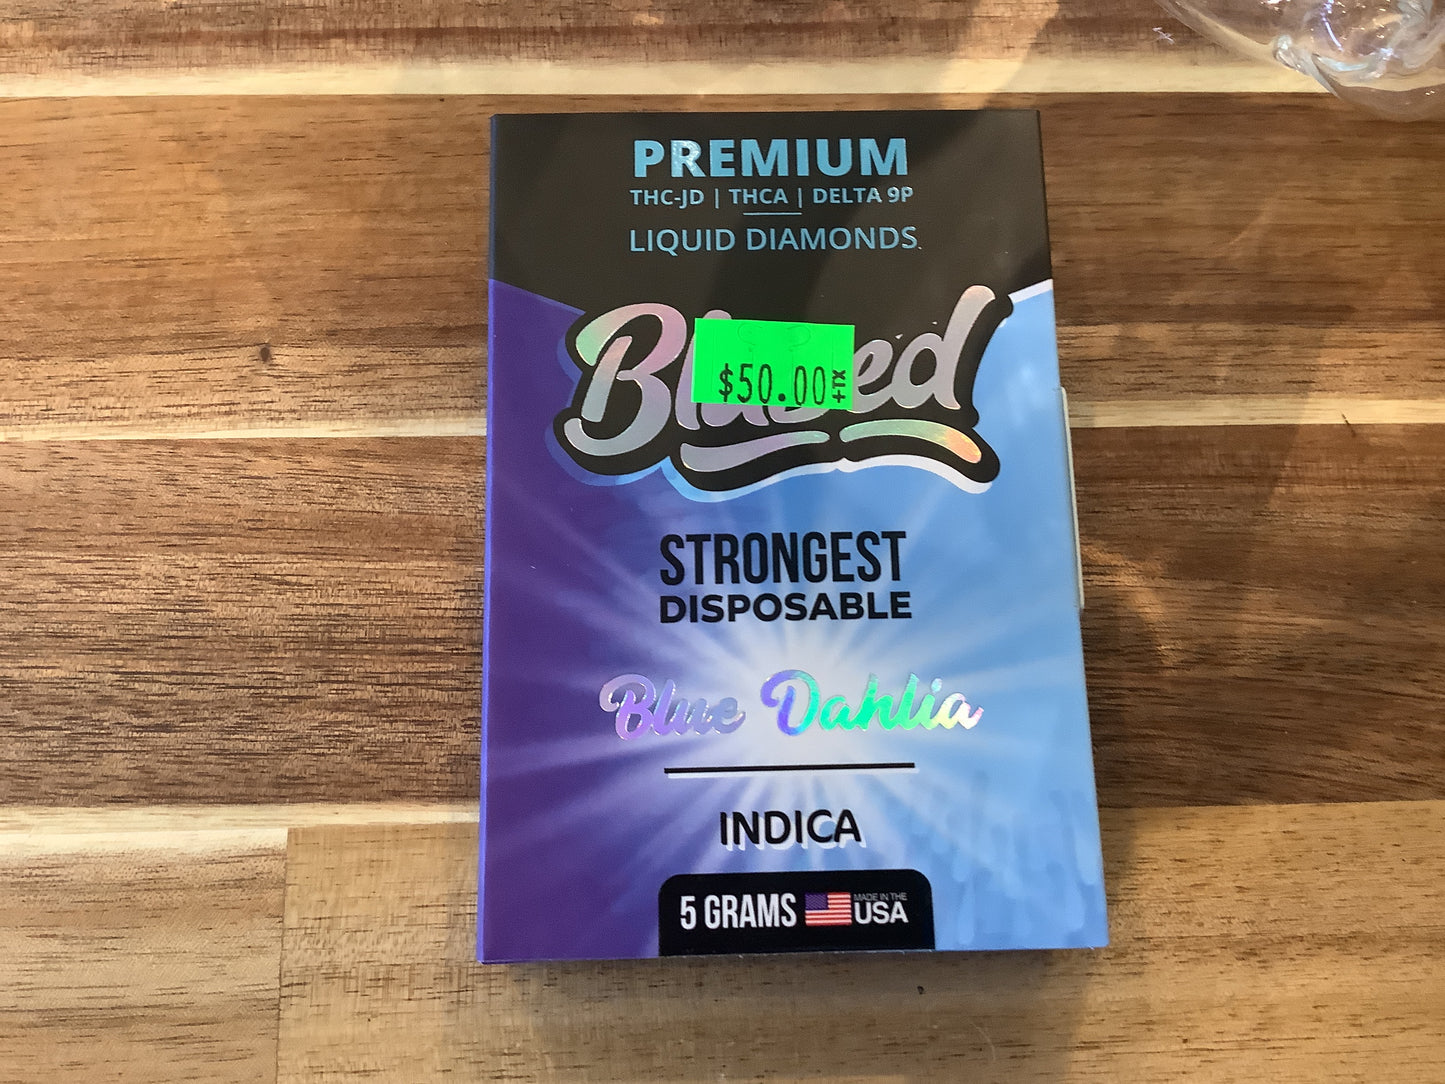 PREMIUM
THC-JD | THCA | DELTA 9P
LIQUID DIAMONDS
$50.00 +TX
STRONGEST
DISPOSABLE
Blue Dahlia
INDICA
5 GRAMS
MADE IN THE
USA